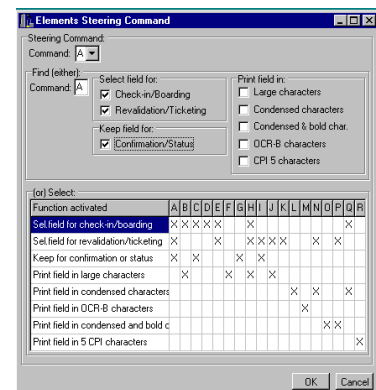 Elements Steering Command
Steering Command:
Command: A
Find (either):
Command: A
Select field for:
Check-in/Boarding
Revalidation/Ticketing
Keep field for:
Confirmation/Status
Print field in:
Large characters
Condensed characters
Condensed & bold char.
OCR-B characters
CPI 5 characters
(or) Select:
Function activated A B C D E F G H I J K L M N O P Q R
Sel.field for check-in/boarding X X X X X X X
Sel.field for revalidation/ticketing X X X X X X X X
Keep for confirmation or status X X X X
Print field in large characters X X X X
Print field in condensed characters X X X
Print field in OCR-B characters X
Print field in condensed and bold c X X
Print field in 5 CPI characters X
OK Cancel